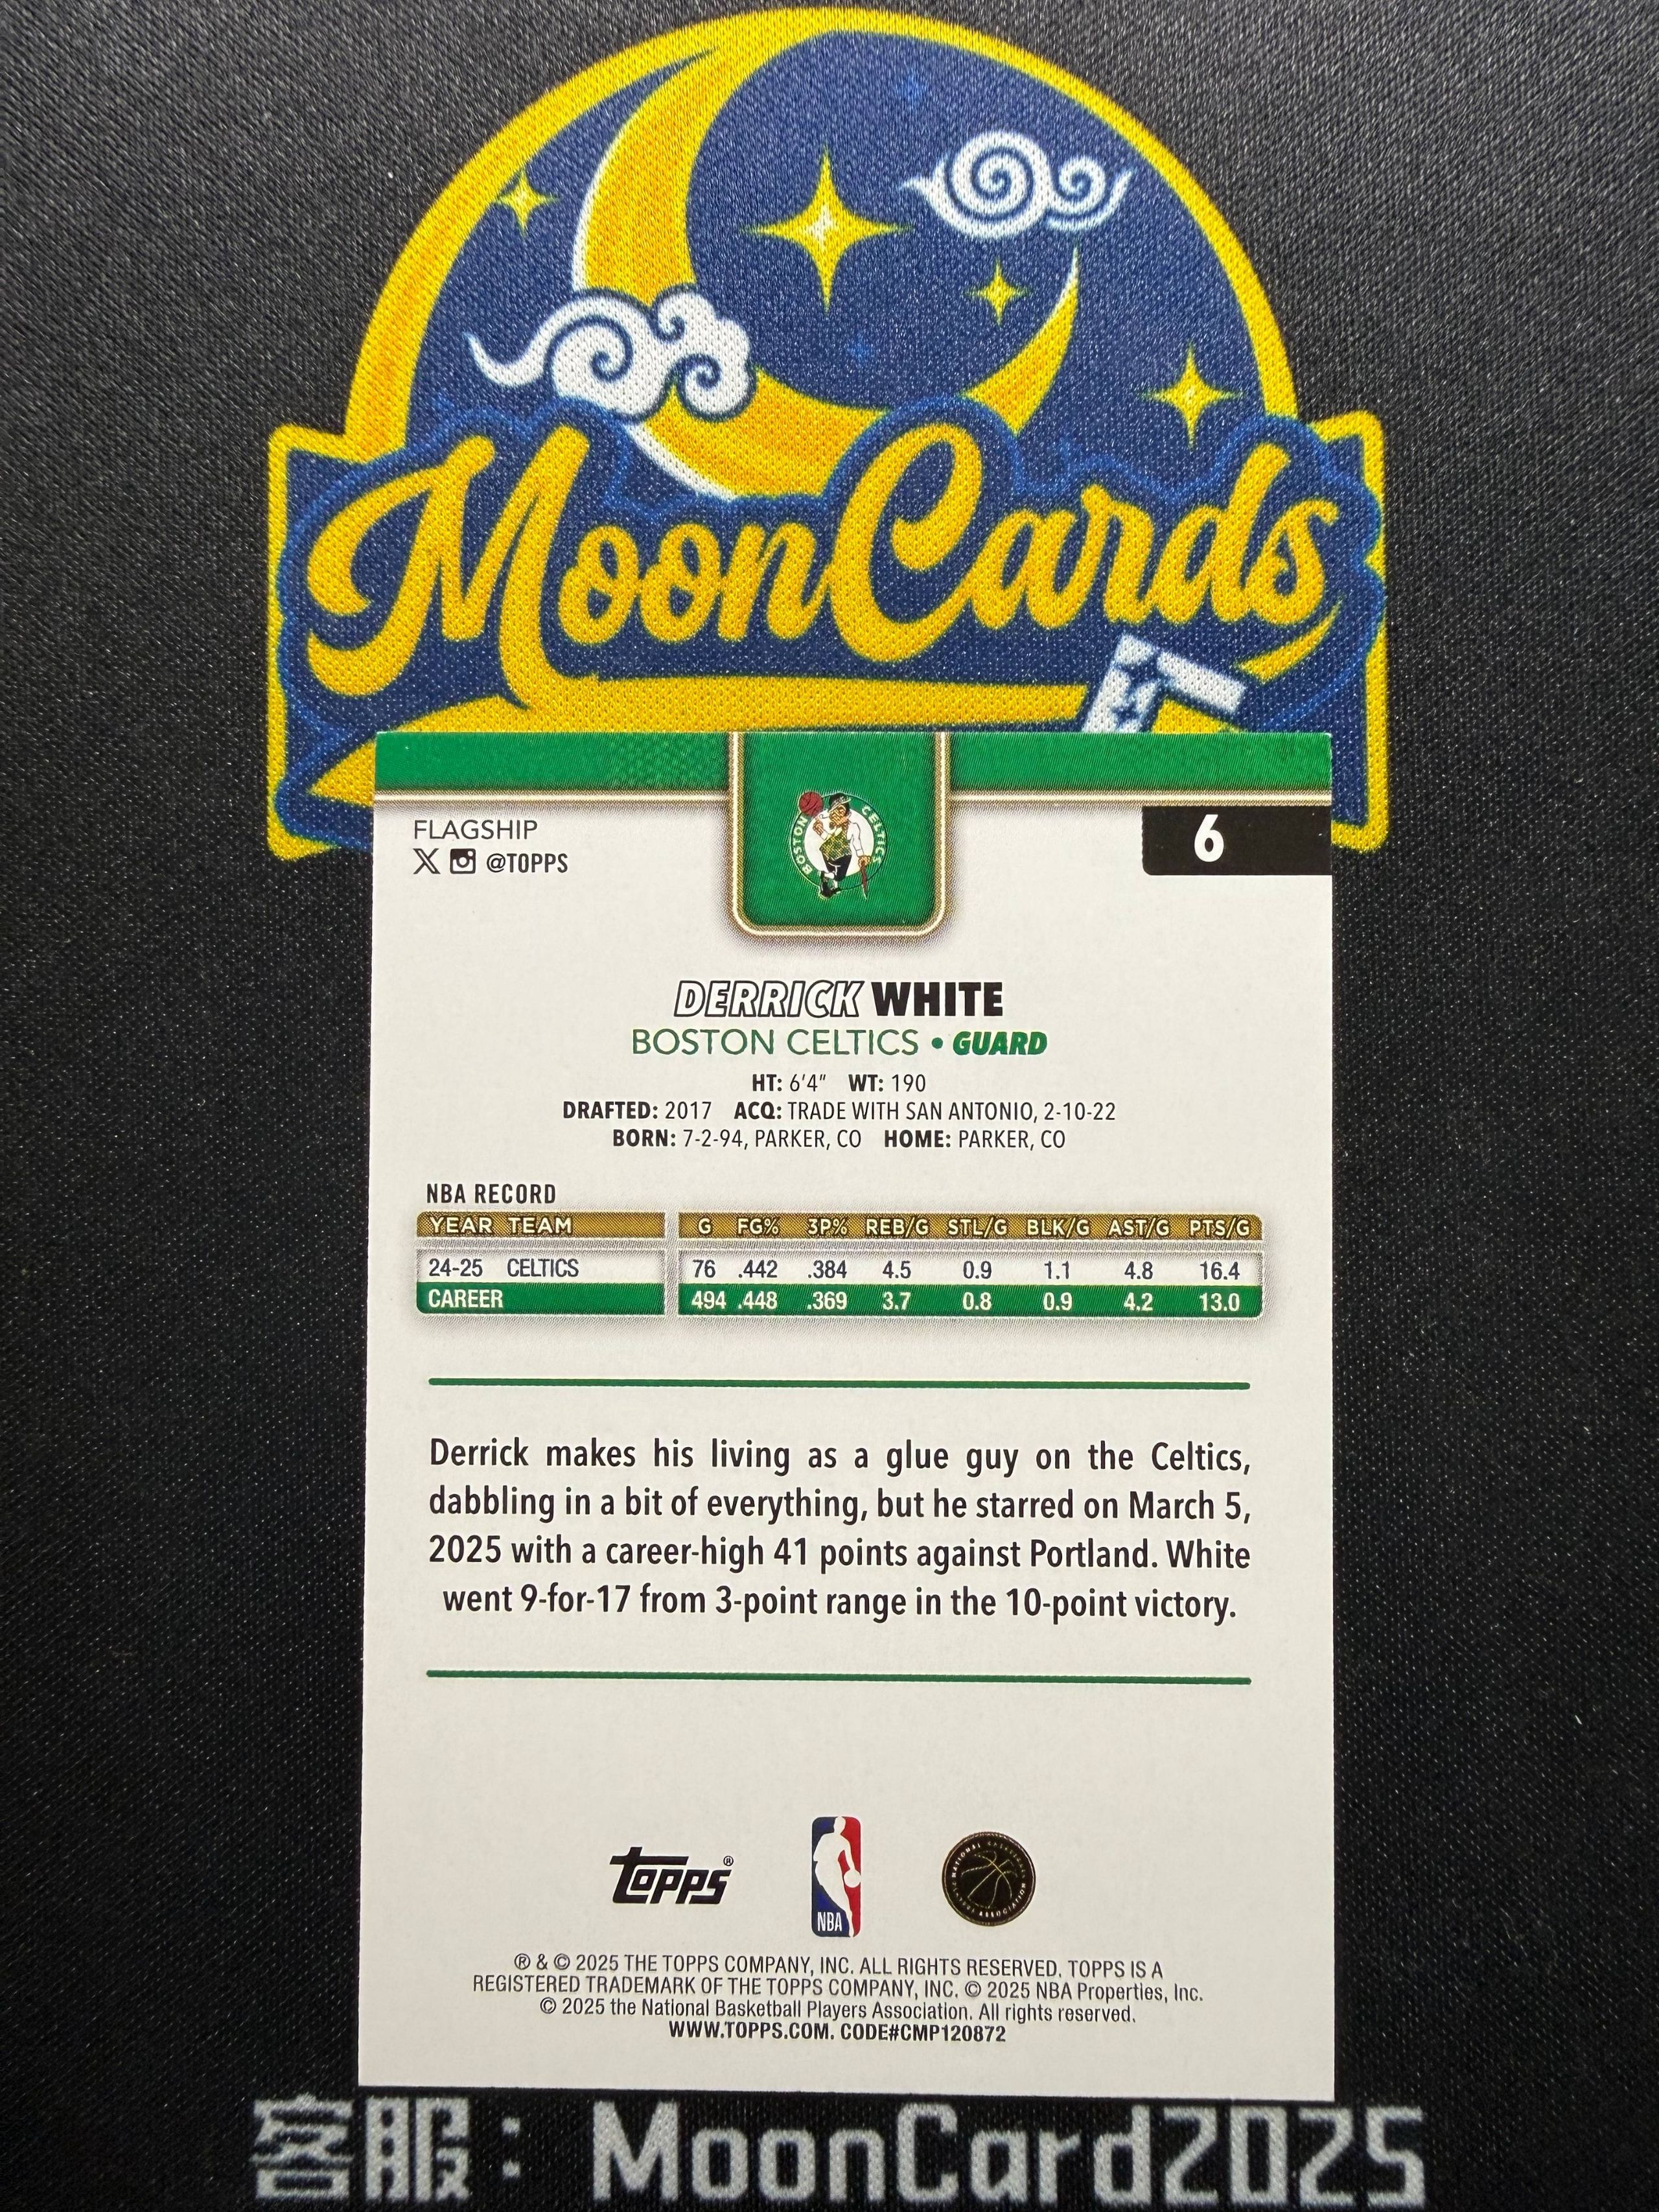 MoonCards
FLAGSHIP
@TOPPS
6
BOSTON CELTICS
DERRICK WHITE
BOSTON CELTICS • GUARD
HT: 6'4" WT: 190
DRAFTED: 2017 ACQ: TRADE WITH SAN ANTONIO, 2-10-22
BORN: 7-2-94, PARKER, CO HOME: PARKER, CO
NBA RECORD
YEAR TEAM G FG% 3P% REB/G STL/G BLK/G AST/G PTS/G
24-25 CELTICS 76 .442 .384 4.5 0.9 1.1 4.8 16.4
CAREER 494 .448 .369 3.7 0.8 0.9 4.2 13.0
Derrick makes his living as a glue guy on the Celtics,
dabbling in a bit of everything, but he starred on March 5,
2025 with a career-high 41 points against Portland. White
went 9-for-17 from 3-point range in the 10-point victory.
Topps®
NBA
NATIONAL BASKETBALL PLAYERS ASSOCIATION
® & © 2025 THE TOPPS COMPANY, INC. ALL RIGHTS RESERVED. TOPPS IS A
REGISTERED TRADEMARK OF THE TOPPS COMPANY, INC. © 2025 NBA Properties, Inc.
© 2025 the National Basketball Players Association. All rights reserved.
WWW.TOPPS.COM. CODE#CMP120872
客服：MoonCard2025